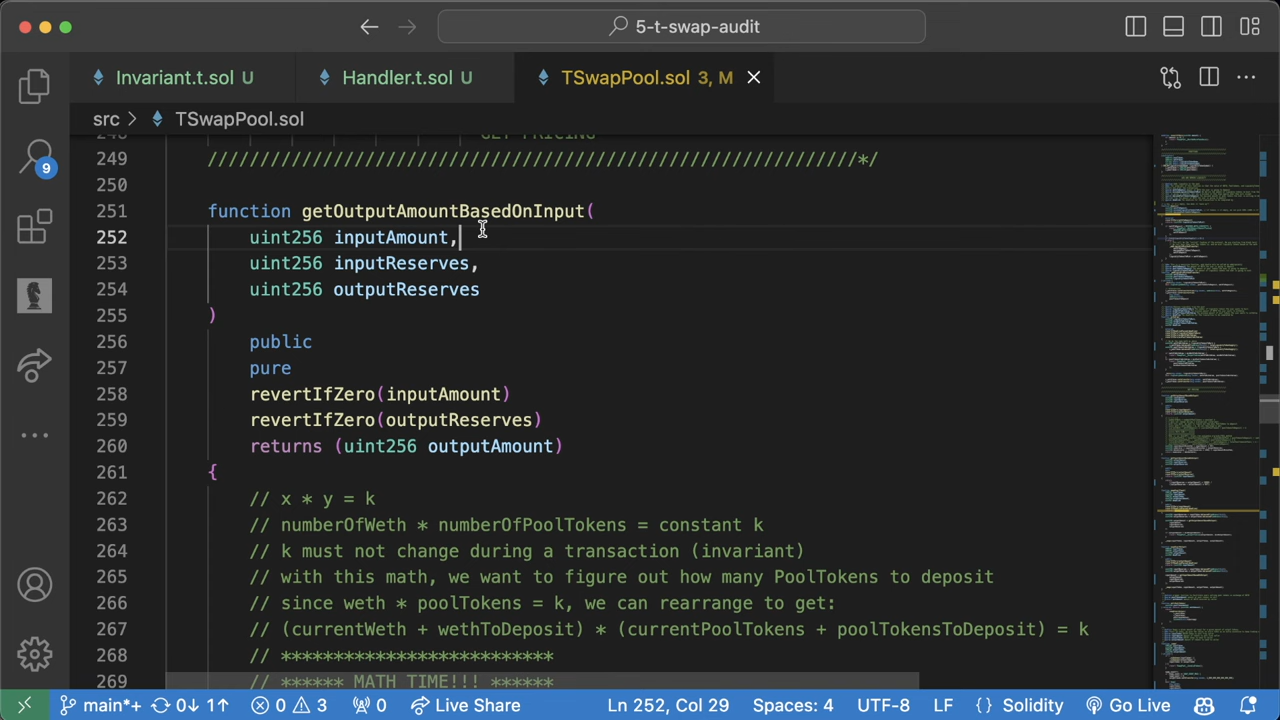 5-t-swap-audit
Invariant.t.sol U
Handler.t.sol U
TSwapPool.sol 3, M
src > TSwapPool.sol
249 /////////////////////////////////////////////////////////////*/
250
251 function getOutputAmountBasedOnInput(
252 uint256 inputAmount,
253 uint256 inputReserves,
254 uint256 outputReserves
255 )
256 public
257 pure
258 revertIfZero(inputAmount)
259 revertIfZero(outputReserves)
260 returns (uint256 outputAmount)
261 {
262 // x * y = k
263 // numberOfWeth * numberOfPoolTokens = constant k
264 // k must not change during a transaction (invariant)
265 // with this math, we want to figure out how many PoolTokens to deposit
266 // since we know x * y = k, we can rearrange it to get:
267 // (currentWeth + wethToDeposit) * (currentPoolTokens + poolTokensToDeposit) = k
268 //
269 // ****** MATH TIME! ******
9
main*+ 0↓ 1↑ 0 3 0 Live Share Ln 252, Col 29 Spaces: 4 UTF-8 LF Solidity Go Live